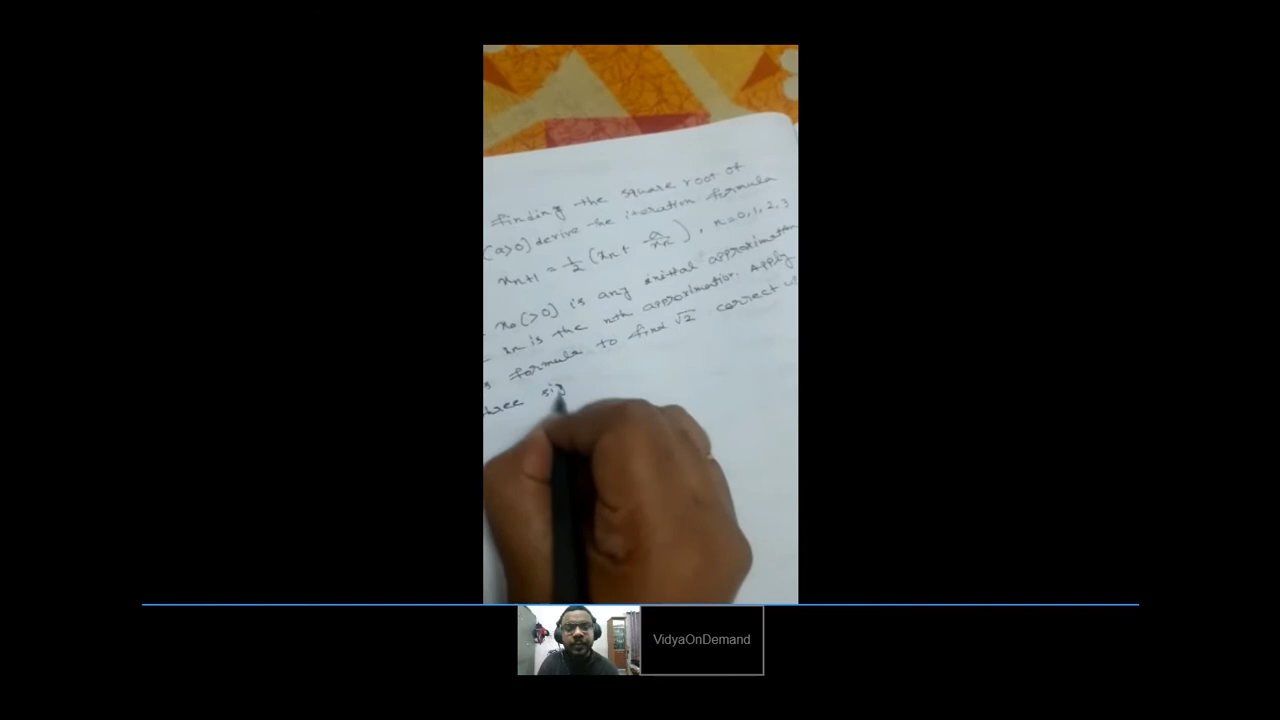 finding the square root of
(a>0] derive the iteration formula
xn+1 = 1/2 (xn + a/xn), n=0,1,2,3
x0 (>0] is any initial approximation
xn is the nth approximation. Apply
formula to find √2 correct
three sig
VidyaOnDemand